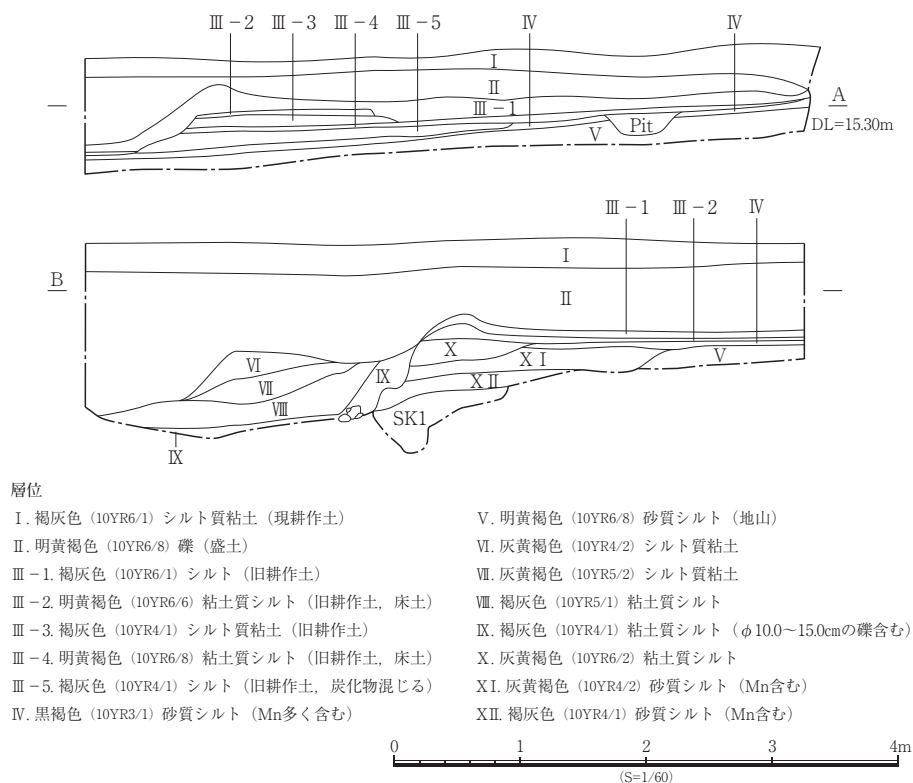 Ⅲ-2 Ⅲ-3 Ⅲ-4 Ⅲ-5 Ⅳ Ⅳ
Ⅰ
Ⅱ
Ⅲ-1
A
DL=15.30m
Ⅴ Pit
Ⅲ-1 Ⅲ-2 Ⅳ
B
Ⅰ
Ⅱ
Ⅵ Ⅶ Ⅷ Ⅸ Ⅹ ⅩⅠ ⅩⅡ Ⅴ
SK1
Ⅸ
層位
Ⅰ. 褐灰色 (10YR6/1) シルト質粘土(現耕作土)
Ⅱ. 明黄褐色 (10YR6/8) 礫(盛土)
Ⅲ-1. 褐灰色 (10YR6/1) シルト(旧耕作土)
Ⅲ-2. 明黄褐色 (10YR6/6) 粘土質シルト(旧耕作土, 床土)
Ⅲ-3. 褐灰色 (10YR4/1) シルト質粘土(旧耕作土)
Ⅲ-4. 明黄褐色 (10YR6/8) 粘土質シルト(旧耕作土, 床土)
Ⅲ-5. 褐灰色 (10YR4/1) シルト(旧耕作土, 炭化物混じる)
Ⅳ. 黒褐色 (10YR3/1) 砂質シルト(Mn多く含む)
Ⅴ. 明黄褐色 (10YR6/8) 砂質シルト(地山)
Ⅵ. 灰黄褐色 (10YR4/2) シルト質粘土
Ⅶ. 灰黄褐色 (10YR5/2) シルト質粘土
Ⅷ. 褐灰色 (10YR5/1) 粘土質シルト
Ⅸ. 褐灰色 (10YR4/1) 粘土質シルト(φ10.0〜15.0㎝の礫含む)
Ⅹ. 灰黄褐色 (10YR6/2) 粘土質シルト
ⅩⅠ. 灰黄褐色 (10YR4/2) 砂質シルト(Mn含む)
ⅩⅡ. 褐灰色 (10YR4/1) 砂質シルト(Mn含む)
0 1 2 3 4m
(S=1/60)